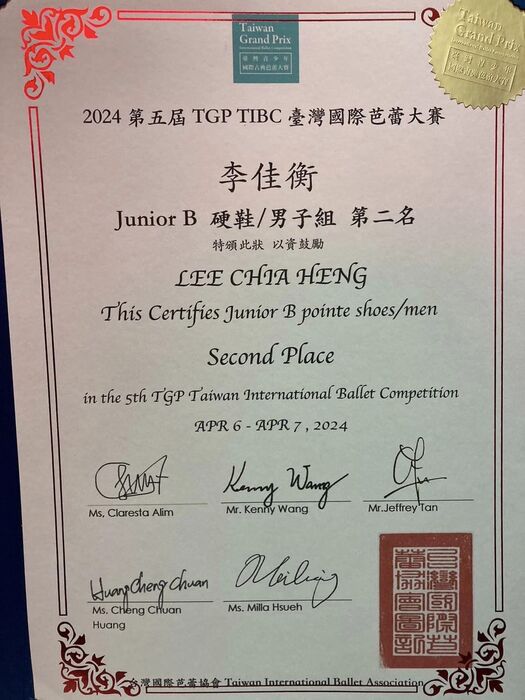 Taiwan
Grand Prix
International Ballet Competition
臺灣青少年
國際古典芭蕾大賽
Taiwan
Grand Prix
2024 第五屆 TGP TIBC 臺灣國際芭蕾大賽
李佳衡
Junior B 硬鞋/男子組 第二名
特頒此狀 以資鼓勵
LEE CHIA HENG
This Certifies Junior B pointe shoes/men
Second Place
in the 5th TGP Taiwan International Ballet Competition
APR 6 - APR 7, 2024
Kenny Wang
Ms, Claresta Alim
Mr. Kenny Wang
Mr.Jeffrey Tan
Huang Cheng chuan
Ms. Cheng Chuan
Huang
Ms. Milla Hsueh
台灣國際芭蕾協會 Taiwan International Ballet Association